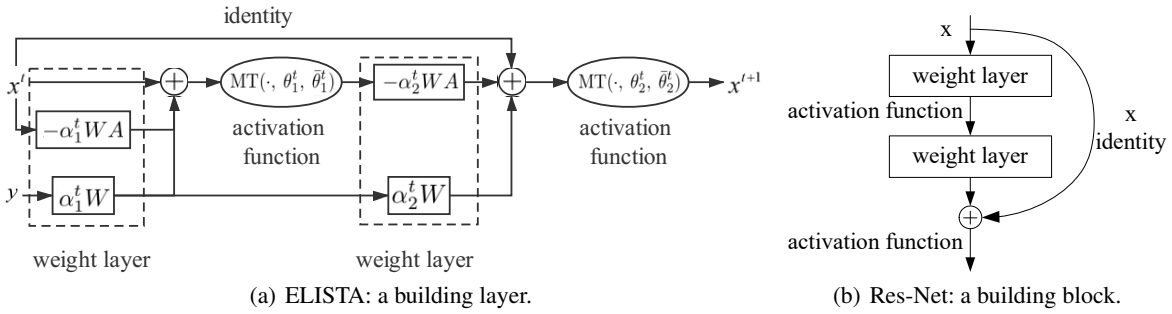 identity
x^t
+
MT(·, θ_1^t, θ̄_1^t)
-α_2^t WA
+
MT(·, θ_2^t, θ̄_2^t)
x^{t+1}
-α_1^t WA
activation
function
activation
function
y
α_1^t W
α_2^t W
weight layer
weight layer
(a) ELISTA: a building layer.
x
weight layer
activation function
x
identity
weight layer
+
activation function
(b) Res-Net: a building block.